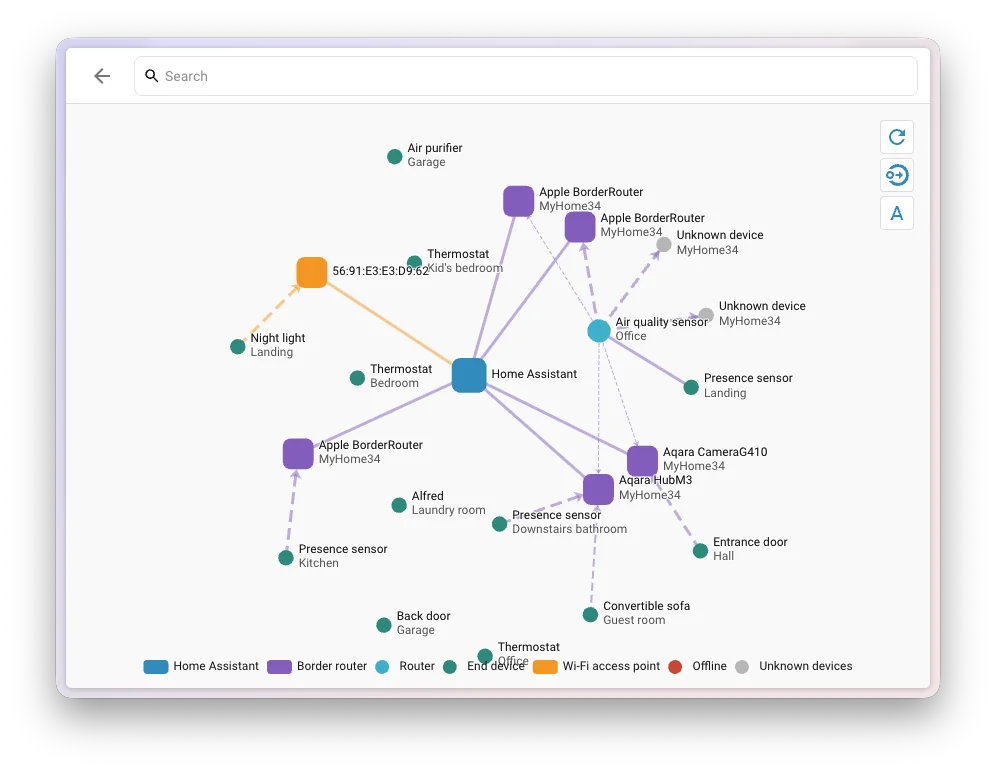 Search
Air purifier
Garage
Apple BorderRouter
MyHome34
Apple BorderRouter
MyHome34
Unknown device
MyHome34
Thermostat
Kid's bedroom
56:91:E3:E3:D9:62
Unknown device
MyHome34
Air quality sensor
Office
Night light
Landing
Thermostat
Bedroom
Home Assistant
Presence sensor
Landing
Apple BorderRouter
MyHome34
Aqara CameraG410
MyHome34
Aqara HubM3
MyHome34
Alfred
Laundry room
Presence sensor
Downstairs bathroom
Presence sensor
Kitchen
Entrance door
Hall
Convertible sofa
Guest room
Back door
Garage
Thermostat
Office
Home Assistant Border router Router End device Wi-Fi access point Offline Unknown devices
A